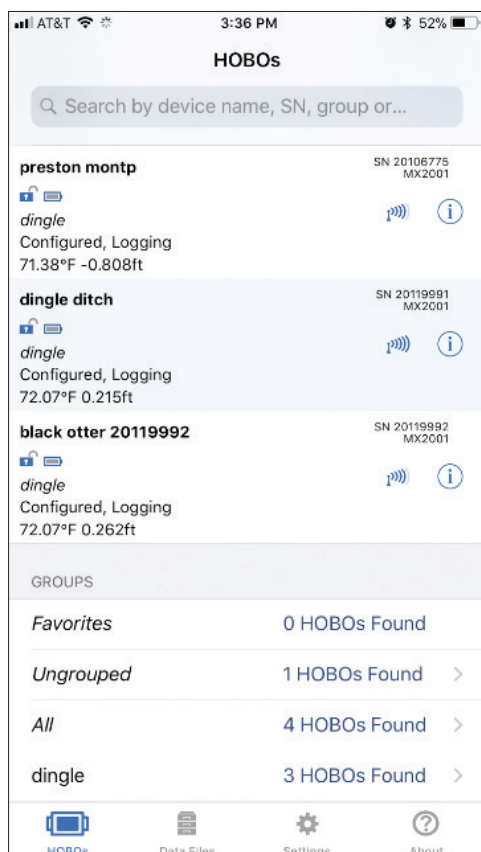 AT&T 3:36 PM 52%
HOBOs
Search by device name, SN, group or...
preston montp SN 20106775
MX2001
dingle
Configured, Logging
71.38°F -0.808ft
dingle ditch SN 20119991
MX2001
dingle
Configured, Logging
72.07°F 0.215ft
black otter 20119992 SN 20119992
MX2001
dingle
Configured, Logging
72.07°F 0.262ft
GROUPS
Favorites 0 HOBOs Found
Ungrouped 1 HOBOs Found
All 4 HOBOs Found
dingle 3 HOBOs Found
HOBOs Data Files Settings About